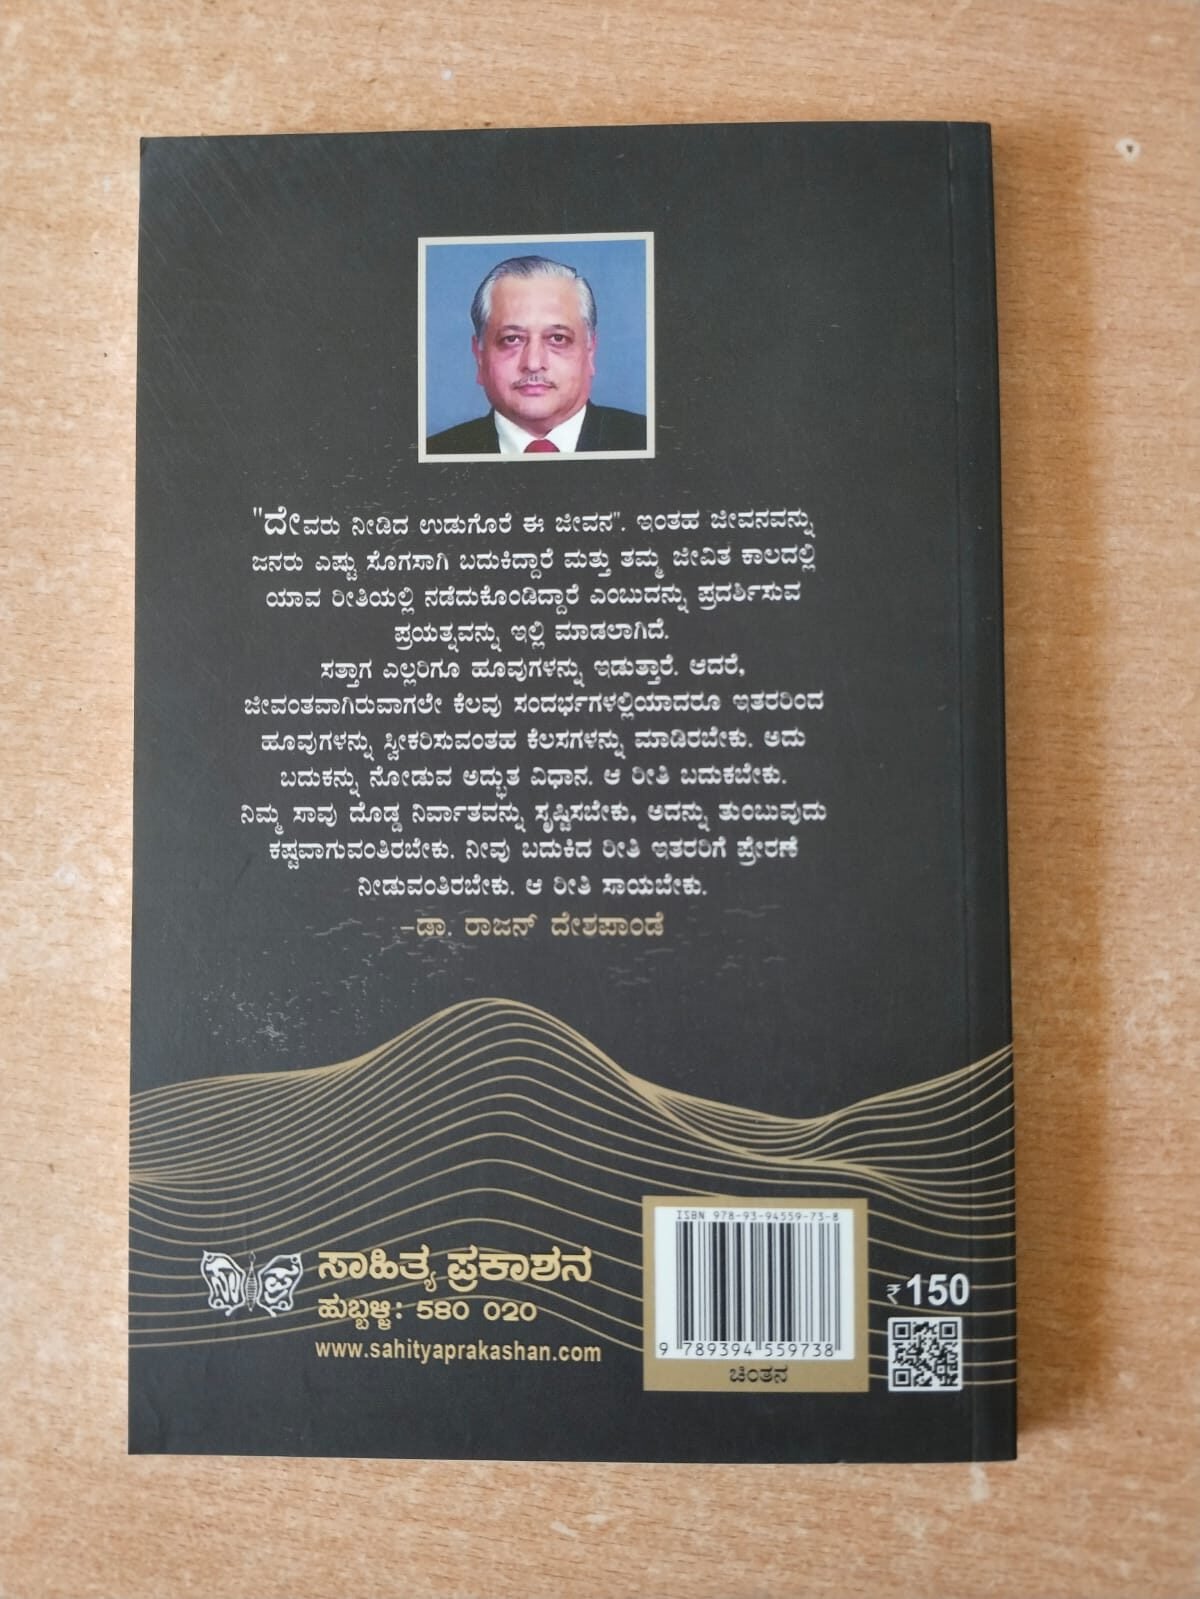 "ದೇವರು ನೀಡಿದ ಉಡುಗೊರೆ ಈ ಜೀವನ". ಇಂತಹ ಜೀವನವನ್ನು
ಜನರು ಎಷ್ಟು ಸೊಗಸಾಗಿ ಬದುಕಿದ್ದಾರೆ ಮತ್ತು ತಮ್ಮ ಜೀವಿತ ಕಾಲದಲ್ಲಿ
ಯಾವ ರೀತಿಯಲ್ಲಿ ನಡೆದುಕೊಂಡಿದ್ದಾರೆ ಎಂಬುದನ್ನು ಪ್ರದರ್ಶಿಸುವ
ಪ್ರಯತ್ನವನ್ನು ಇಲ್ಲಿ ಮಾಡಲಾಗಿದೆ.
ಸತ್ತಾಗ ಎಲ್ಲರಿಗೂ ಹೂವುಗಳನ್ನು ಇಡುತ್ತಾರೆ. ಆದರೆ,
ಜೀವಂತವಾಗಿರುವಾಗಲೇ ಕೆಲವು ಸಂದರ್ಭಗಳಲ್ಲಿಯಾದರೂ ಇತರರಿಂದ
ಹೂವುಗಳನ್ನು ಸ್ವೀಕರಿಸುವಂತಹ ಕೆಲಸಗಳನ್ನು ಮಾಡಿರಬೇಕು. ಅದು
ಬದುಕನ್ನು ನೋಡುವ ಅದ್ಭುತ ವಿಧಾನ. ಆ ರೀತಿ ಬದುಕಬೇಕು.
ನಿಮ್ಮ ಸಾವು ದೊಡ್ಡ ನಿರ್ವಾತವನ್ನು ಸೃಷ್ಟಿಸಬೇಕು, ಅದನ್ನು ತುಂಬುವುದು
ಕಷ್ಟವಾಗುವಂತಿರಬೇಕು. ನೀವು ಬದುಕಿದ ರೀತಿ ಇತರರಿಗೆ ಪ್ರೇರಣೆ
ನೀಡುವಂತಿರಬೇಕು. ಆ ರೀತಿ ಸಾಯಬೇಕು.
–ಡಾ. ರಾಜನ್ ದೇಶಪಾಂಡೆ
ಸಾ ಪ್ರ
ಸಾಹಿತ್ಯ ಪ್ರಕಾಶನ
ಹುಬ್ಬಳ್ಳಿ: 580 020
www.sahityaprakashan.com
ISBN 978-93-94559-73-8
9 789394 559738
ಚಿಂತನ
₹ 150